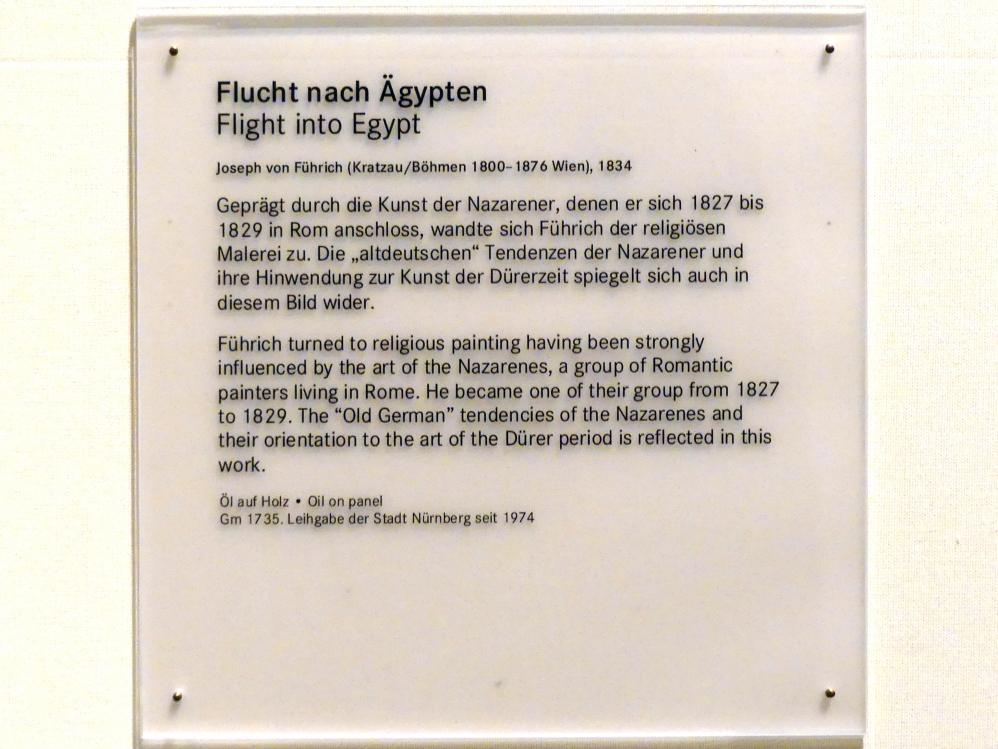 Flucht nach Ägypten
Flight into Egypt
Joseph von Führich (Kratzau/Böhmen 1800–1876 Wien), 1834
Geprägt durch die Kunst der Nazarener, denen er sich 1827 bis
1829 in Rom anschloss, wandte sich Führich der religiösen
Malerei zu. Die „altdeutschen“ Tendenzen der Nazarener und
ihre Hinwendung zur Kunst der Dürerzeit spiegelt sich auch in
diesem Bild wider.
Führich turned to religious painting having been strongly
influenced by the art of the Nazarenes, a group of Romantic
painters living in Rome. He became one of their group from 1827
to 1829. The “Old German” tendencies of the Nazarenes and
their orientation to the art of the Dürer period is reflected in this
work.
Öl auf Holz • Oil on panel
Gm 1735. Leihgabe der Stadt Nürnberg seit 1974